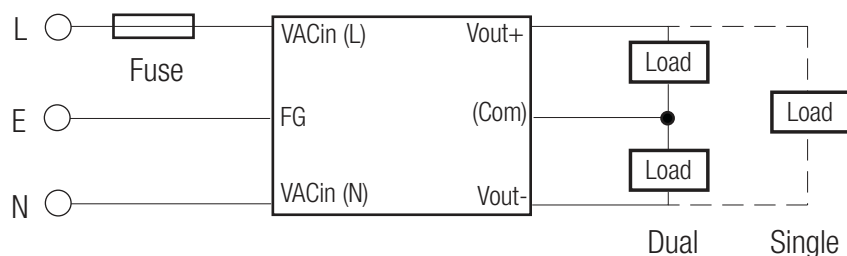 L
VACin (L)
Vout+
Fuse
Load
E
FG
(Com)
Load
Load
N
VACin (N)
Vout-
Dual
Single